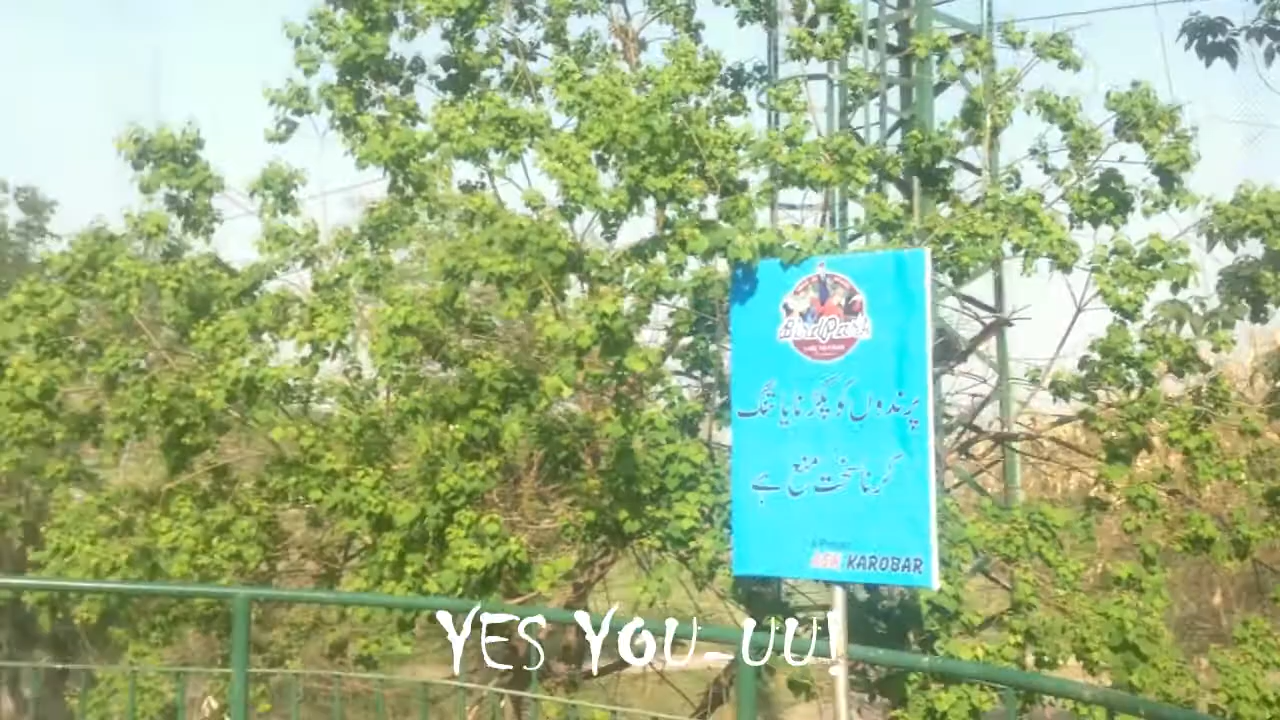 Bird Park
پرندوں کو پکڑنا یا تنگ
کرنا سخت منع ہے
KAROBAR
YES YOU-UU!